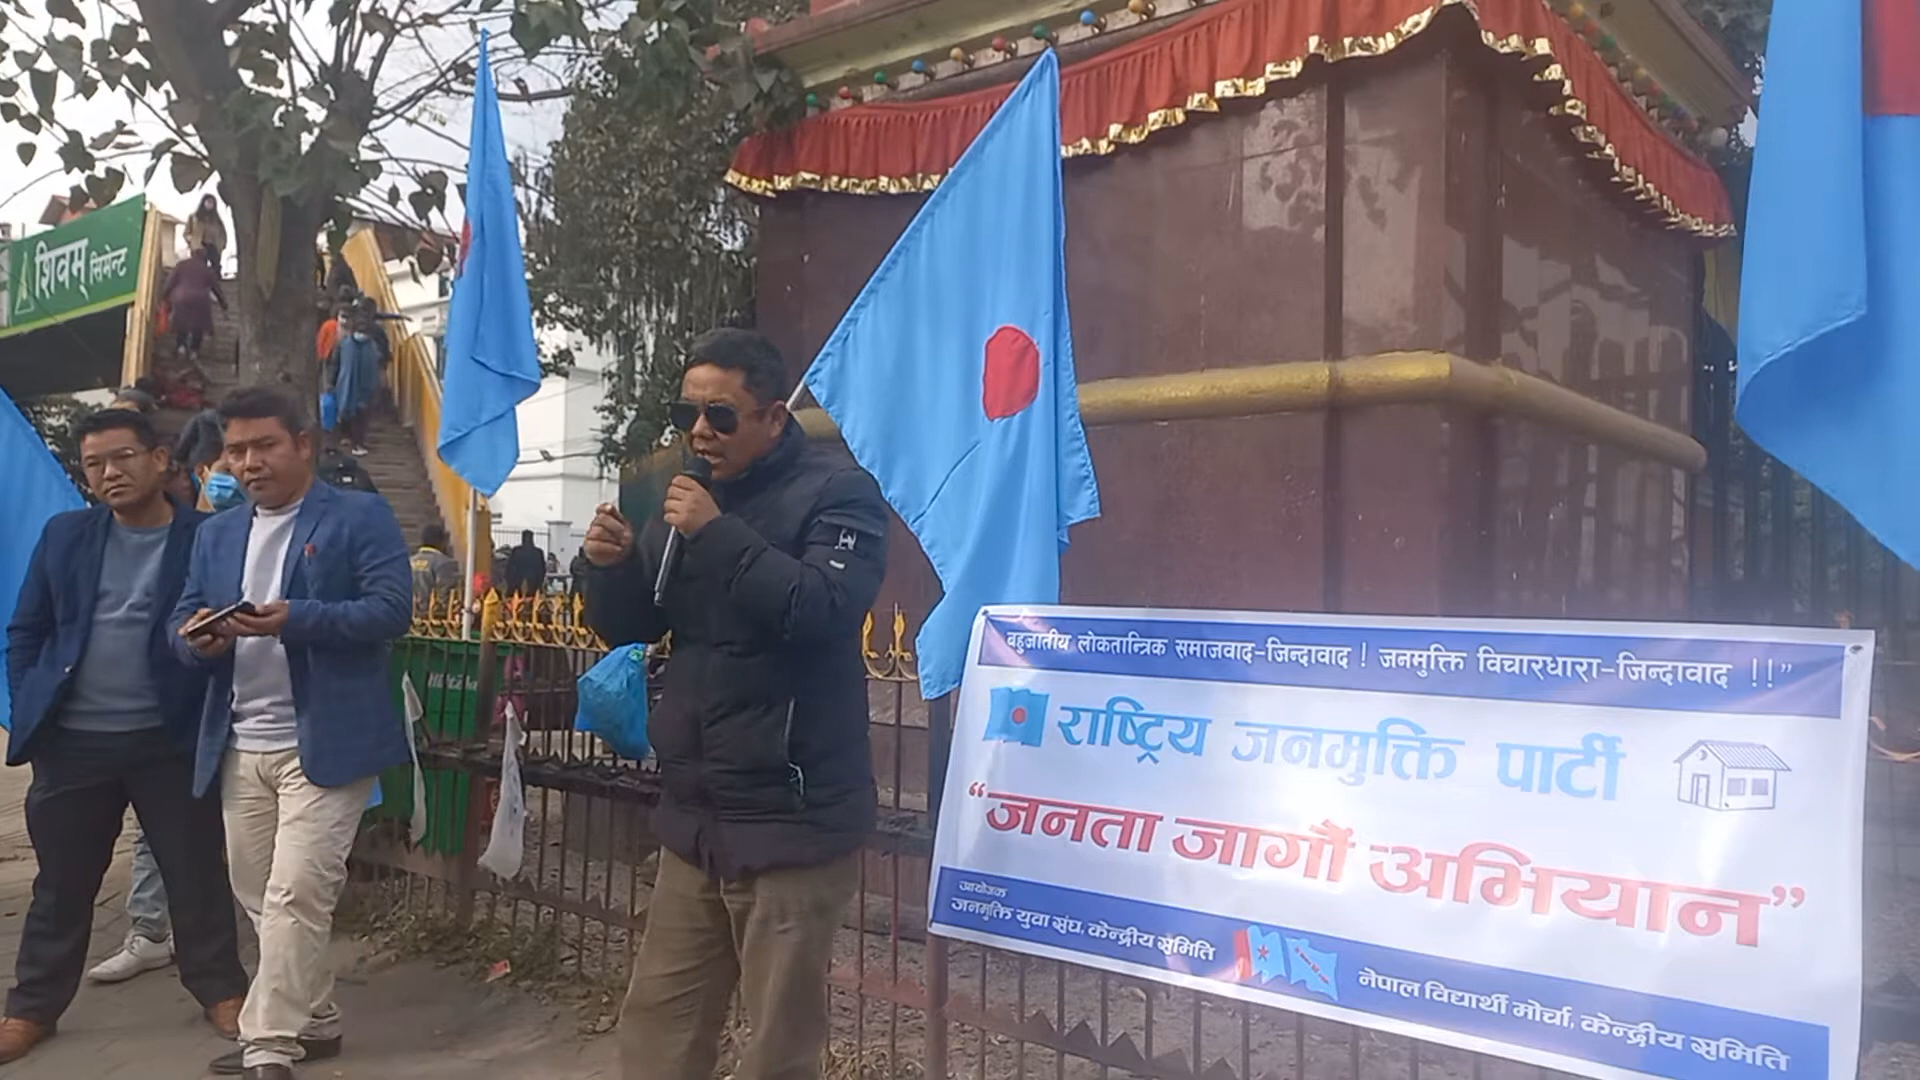 शिवम् सिमेन्ट
बहुजातीय लोकतान्त्रिक समाजवाद-जिन्दावाद ! जनमुक्ति विचारधारा-जिन्दावाद !!"
राष्ट्रिय जनमुक्ति पार्टी
"जनता जागौं अभियान"
आयोजक
जनमुक्ति युवा संघ, केन्द्रीय समिति
नेपाल विद्यार्थी मोर्चा, केन्द्रीय समिति